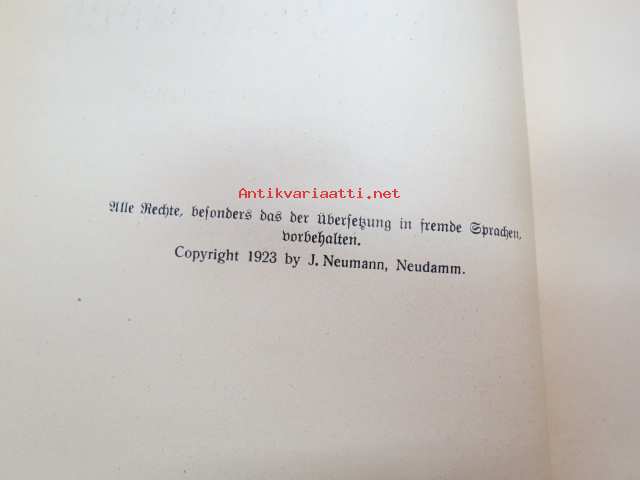 Antikvariaatti.net
Alle Rechte, besonders das der Übersetzung in fremde Sprachen,
vorbehalten.
Copyright 1923 by J. Neumann, Neudamm.